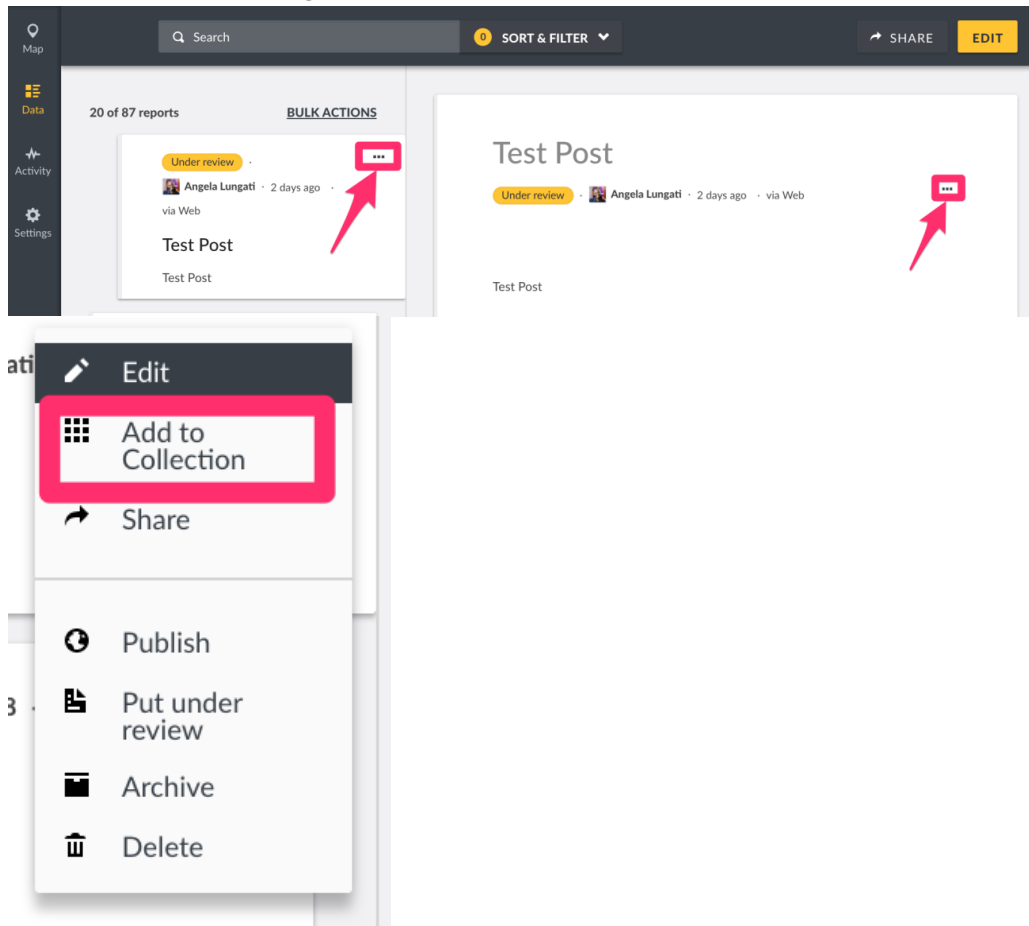 Map
Search
0 SORT & FILTER
SHARE
EDIT
Data
Activity
Settings
20 of 87 reports
BULK ACTIONS
Under review ·
Angela Lungati · 2 days ago ·
via Web
Test Post
Test Post
Test Post
Under review · Angela Lungati · 2 days ago · via Web
Test Post
ati
Edit
Add to
Collection
Share
Publish
3
Put under
review
Archive
Delete